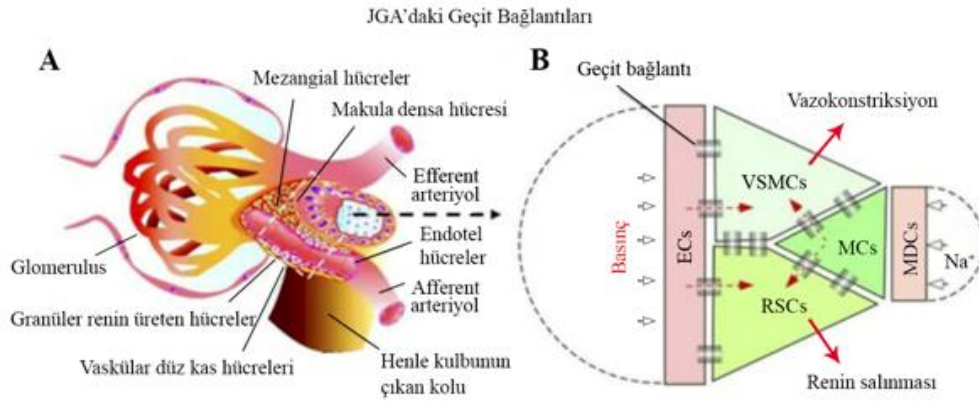 JGA'daki Geçit Bağlantıları
A
Mezangial hücreler
Makula densa hücresi
Efferent
arteriyol
Endotel
hücreler
Afferent
arteriyol
Glomerulus
Granüler renin üreten hücreler
Vaskülar düz kas hücreleri
Henle kulbunun
çıkan kolu
B
Geçit bağlantı
Vazokonstriksiyon
VSMCs
Basınç
ECs
MCs
MDCs
Na⁺
RSCs
Renin salınması